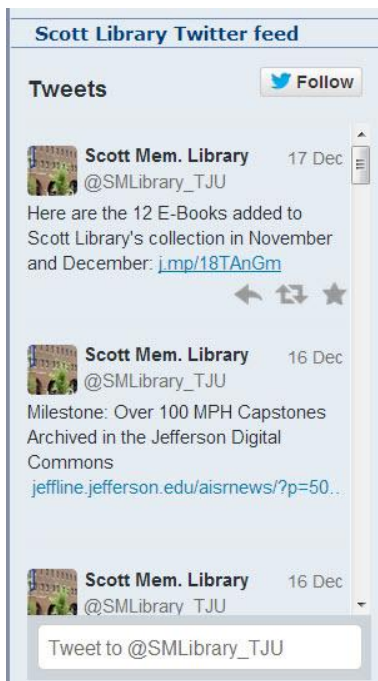 Scott Library Twitter feed
Tweets
Follow
Scott Mem. Library 17 Dec
@SMLibrary_TJU
Here are the 12 E-Books added to
Scott Library's collection in November
and December: j.mp/18TAnGm
Scott Mem. Library 16 Dec
@SMLibrary_TJU
Milestone: Over 100 MPH Capstones
Archived in the Jefferson Digital
Commons
jeffline.jefferson.edu/aisrnews/?p=50..
Scott Mem. Library 16 Dec
@SMLibrary_TJU
Tweet to @SMLibrary_TJU